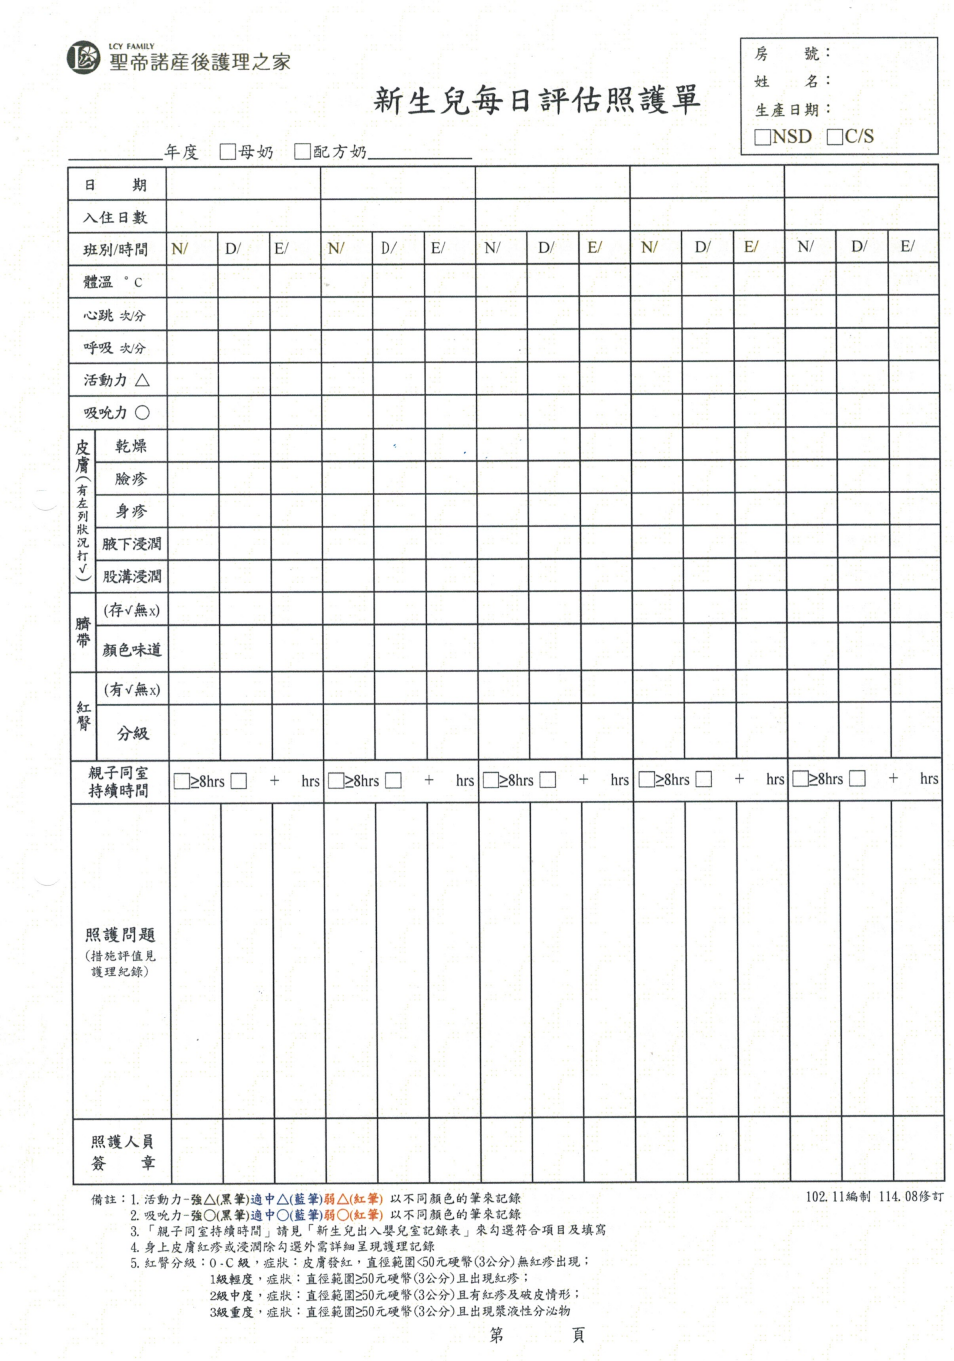 LCY FAMILY
聖帝諾產後護理之家
新生兒每日評估照護單
房 號：
姓 名：
生產日期：
□NSD □C/S
年度 □母奶 □配方奶
日 期
入住日數
班別/時間 N/ D/ E/ N/ D/ E/ N/ D/ E/ N/ D/ E/ N/ D/ E/
體溫 °C
心跳 次/分
呼吸 次/分
活動力 △
吸吮力 ○
皮膚(有左列狀況打√)
乾燥
臉疹
身疹
腋下浸潤
股溝浸潤
臍帶
(存√無x)
顏色味道
紅臀
(有√無x)
分級
親子同室
持續時間
□≥8hrs □ + hrs □≥8hrs □ + hrs □≥8hrs □ + hrs □≥8hrs □ + hrs □≥8hrs □ + hrs
照護問題
(措施評值見
護理紀錄)
照護人員
簽 章
備註：1. 活動力-強△(黑筆)適中△(藍筆)弱△(紅筆) 以不同顏色的筆來記錄
102.11編制 114.08修訂
2. 吸吮力-強○(黑筆)適中○(藍筆)弱○(紅筆) 以不同顏色的筆來記錄
3. 「親子同室持續時間」請見「新生兒出入嬰兒室記錄表」來勾選符合項目及填寫
4. 身上皮膚紅疹或浸潤除勾選外需詳細呈現護理記錄
5. 紅臀分級：0-C級，症狀：皮膚發紅，直徑範圍<50元硬幣(3公分)無紅疹出現；
1級輕度，症狀：直徑範圍≥50元硬幣(3公分)且出現紅疹；
2級中度，症狀：直徑範圍≥50元硬幣(3公分)且有紅疹及破皮情形；
3級重度，症狀：直徑範圍≥50元硬幣(3公分)且出現漿液性分泌物
第 頁